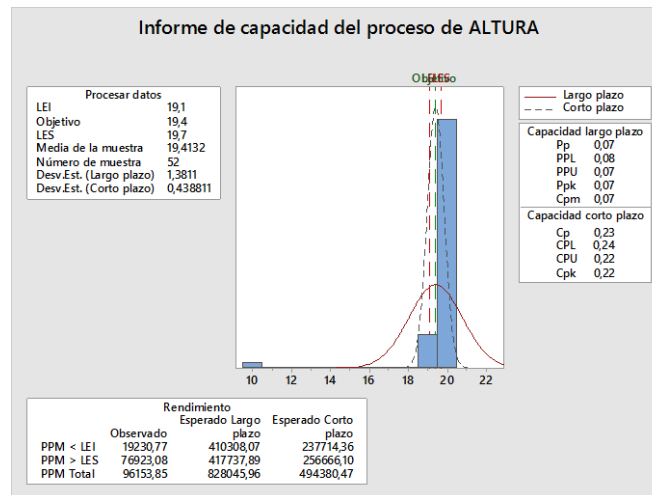 Informe de capacidad del proceso de ALTURA
Procesar datos
LEI 19,1
Objetivo 19,4
LES 19,7
Media de la muestra 19,4132
Número de muestra 52
Desv.Est. (Largo plazo) 1,3811
Desv.Est. (Corto plazo) 0,438811
LEI Objetivo LES
Largo plazo
Corto plazo
Capacidad largo plazo
Pp 0,07
PPL 0,08
PPU 0,07
Ppk 0,07
Cpm 0,07
Capacidad corto plazo
Cp 0,23
CPL 0,24
CPU 0,22
Cpk 0,22
10 12 14 16 18 20 22
Rendimiento
Esperado Largo Esperado Corto
Observado plazo plazo
PPM < LEI 19230,77 410308,07 237714,36
PPM > LES 76923,08 417737,89 256666,10
PPM Total 96153,85 828045,96 494380,47